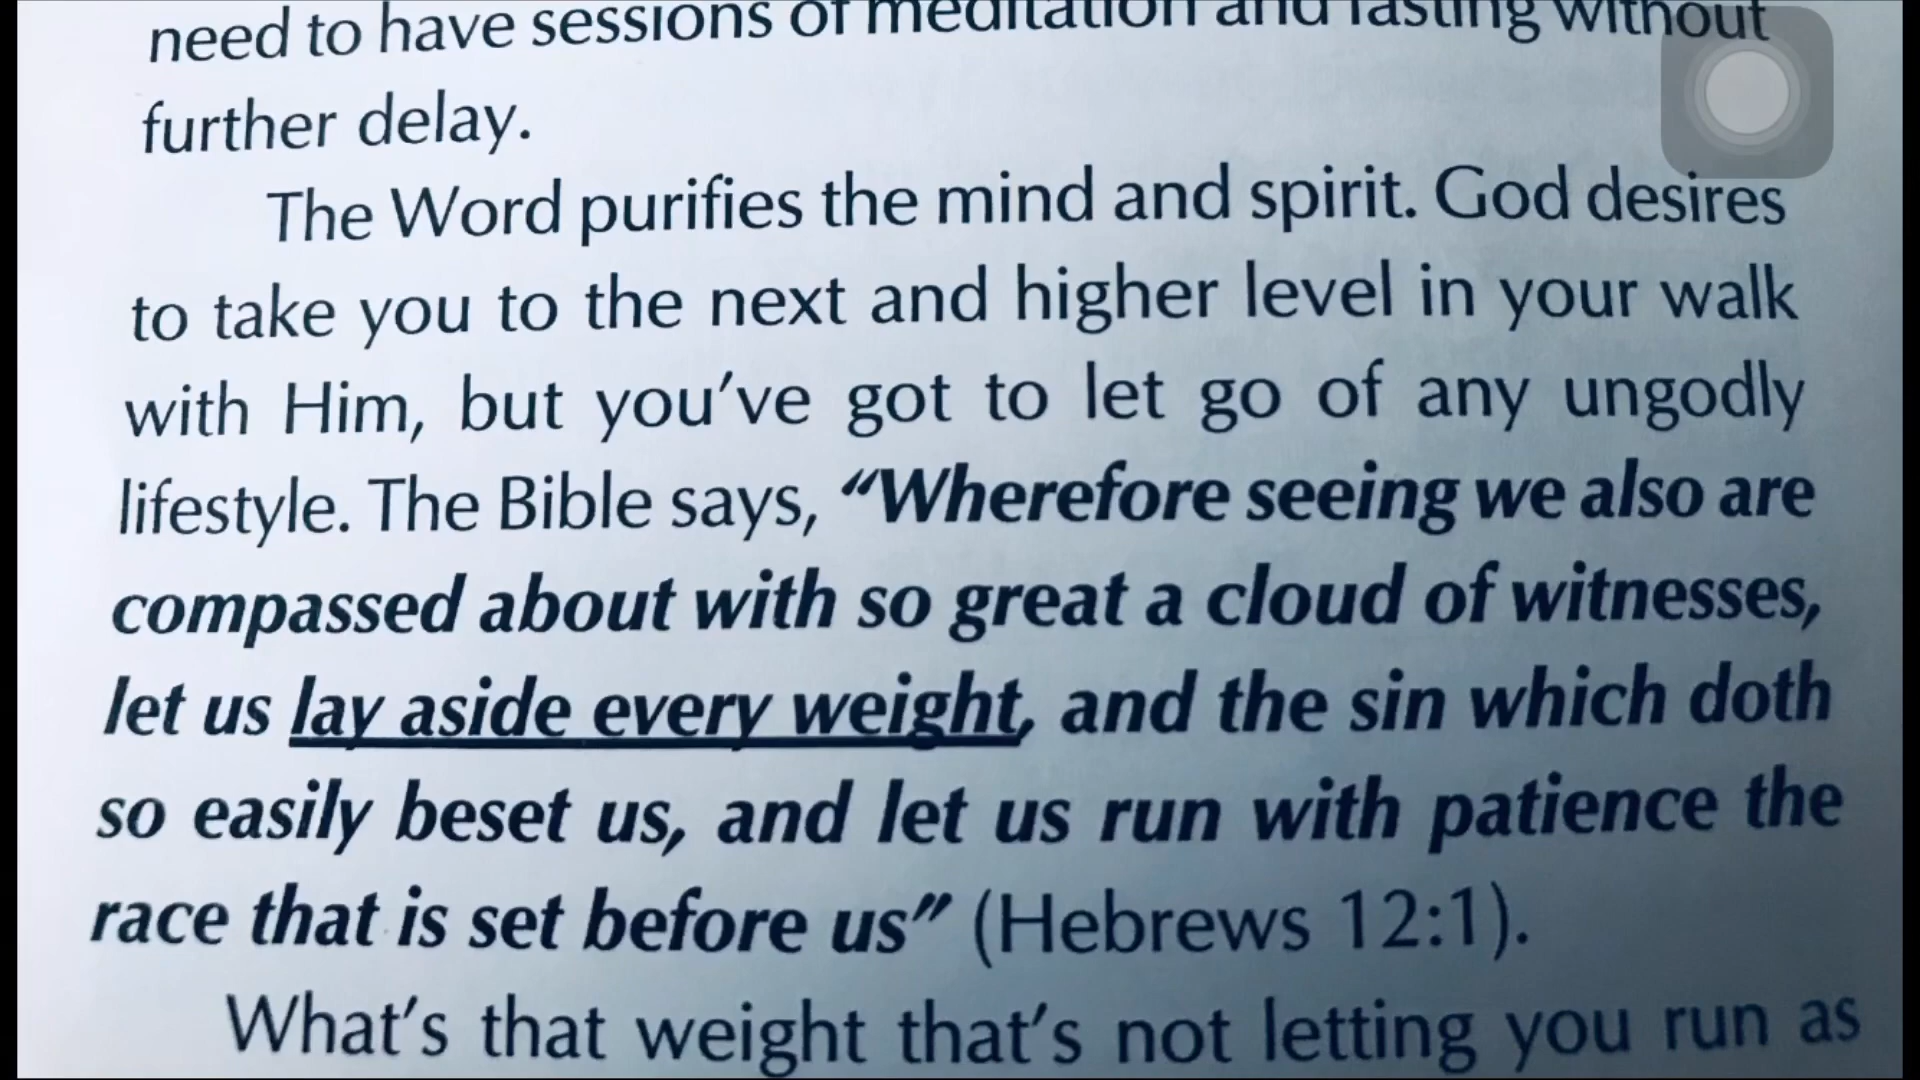 need to have sessions of meditation and fasting without
further delay.
The Word purifies the mind and spirit. God desires
to take you to the next and higher level in your walk
with Him, but you've got to let go of any ungodly
lifestyle. The Bible says, “Wherefore seeing we also are
compassed about with so great a cloud of witnesses,
let us lay aside every weight, and the sin which doth
so easily beset us, and let us run with patience the
race that is set before us” (Hebrews 12:1).
What's that weight that's not letting you run as